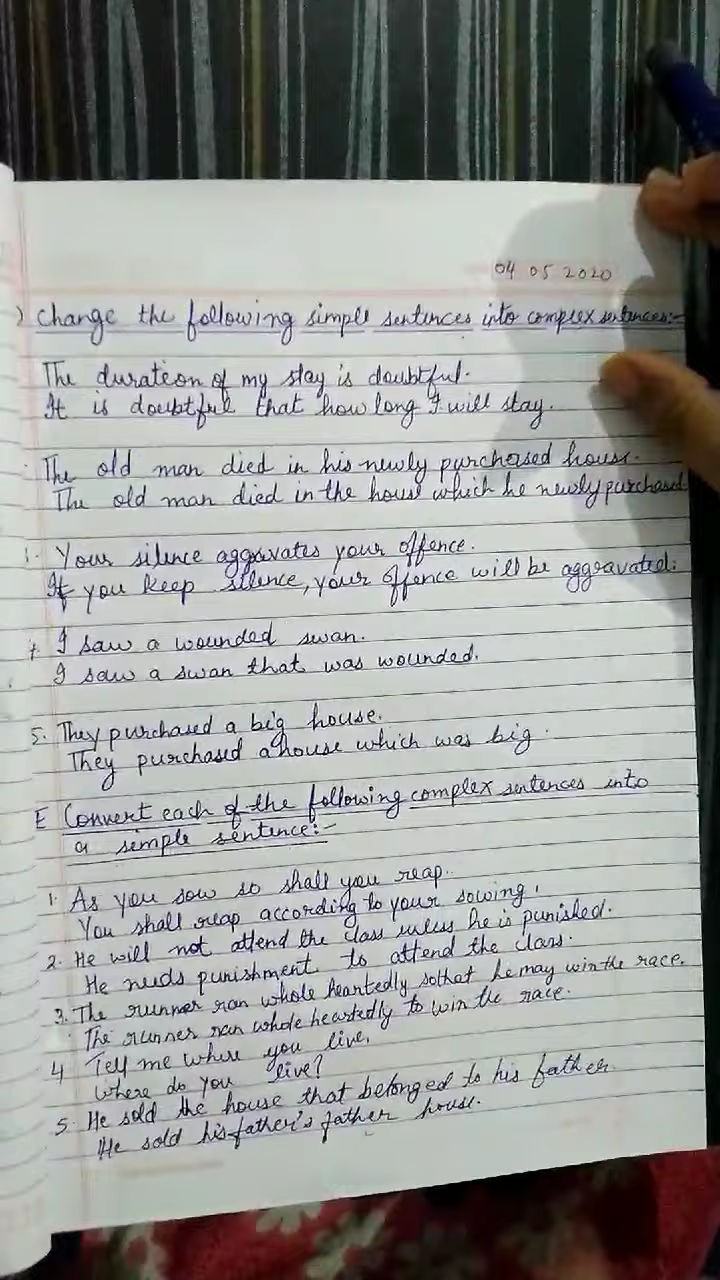 04 05 2020
) Change the following simple sentences into complex sentences:-
The duration of my stay is doubtful.
It is doubtful that how long I will stay.
The old man died in his newly purchased house.
The old man died in the house which he newly purchased
Your silence aggravates your offence.
If you keep silence, your offence will be aggravated.
I saw a wounded swan.
I saw a swan that was wounded.
5. They purchased a big house.
They purchased a house which was big.
E Convert each of the following complex sentences into
a simple sentence:-
1. As you sow so shall you reap.
You shall reap according to your sowing.
2. He will not attend the class unless he is punished.
He needs punishment to attend the class.
3. The runner ran whole heartedly so that he may win the race.
The runner ran whole heartedly to win the race.
4 Tell me where you live.
Where do you live?
5. He sold the house that belonged to his father.
He sold his father's father house.